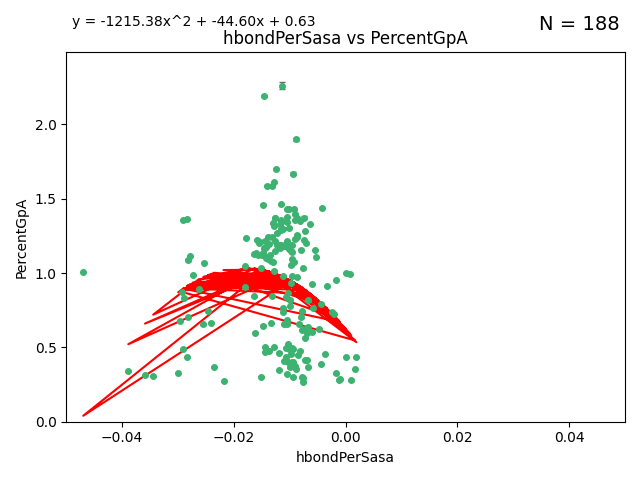 y = -1215.38x^2 + -44.60x + 0.63
N = 188
hbondPerSasa vs PercentGpA
PercentGpA
2.0
1.5
1.0
0.5
0.0
−0.04 −0.02 0.00 0.02 0.04
hbondPerSasa